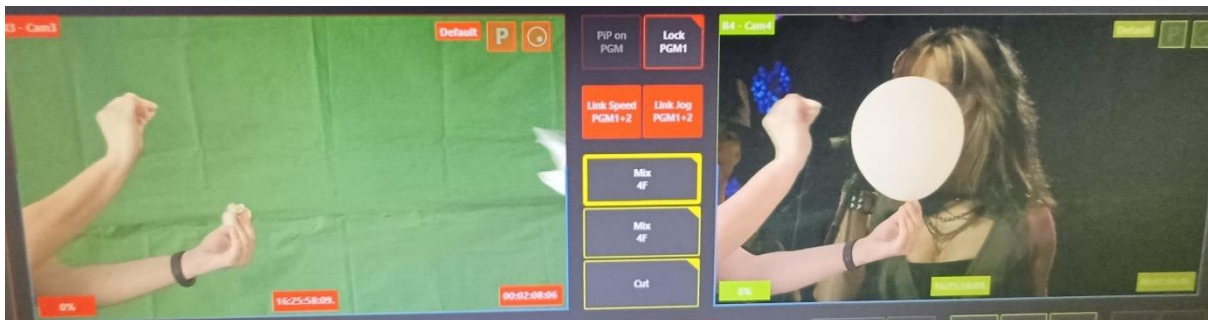 R3 - Cam3
Default
P
PiP on
PGM
Lock
PGM1
R4 - Cam4
Default
P
Link Speed
PGM1+2
Link Jog
PGM1+2
Mix
4F
Mix
4F
Cut
0%
16:25:58:09.
00:02:08:06
0%